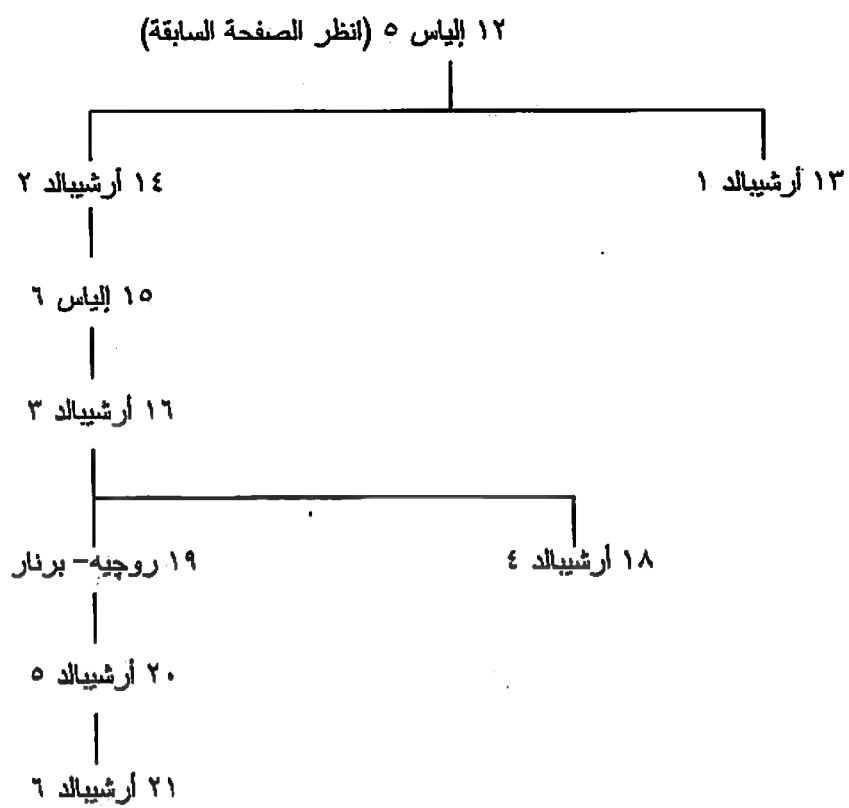 ١٢ إلياس ٥ (انظر الصفحة السابقة)
١٣ أرشيبالد ١
١٤ أرشيبالد ٢
١٥ إلياس ٦
١٦ أرشيبالد ٣
١٨ أرشيبالد ٤
١٩ روجيه- برنار
٢٠ أرشيبالد ٥
٢١ أرشيبالد ٦